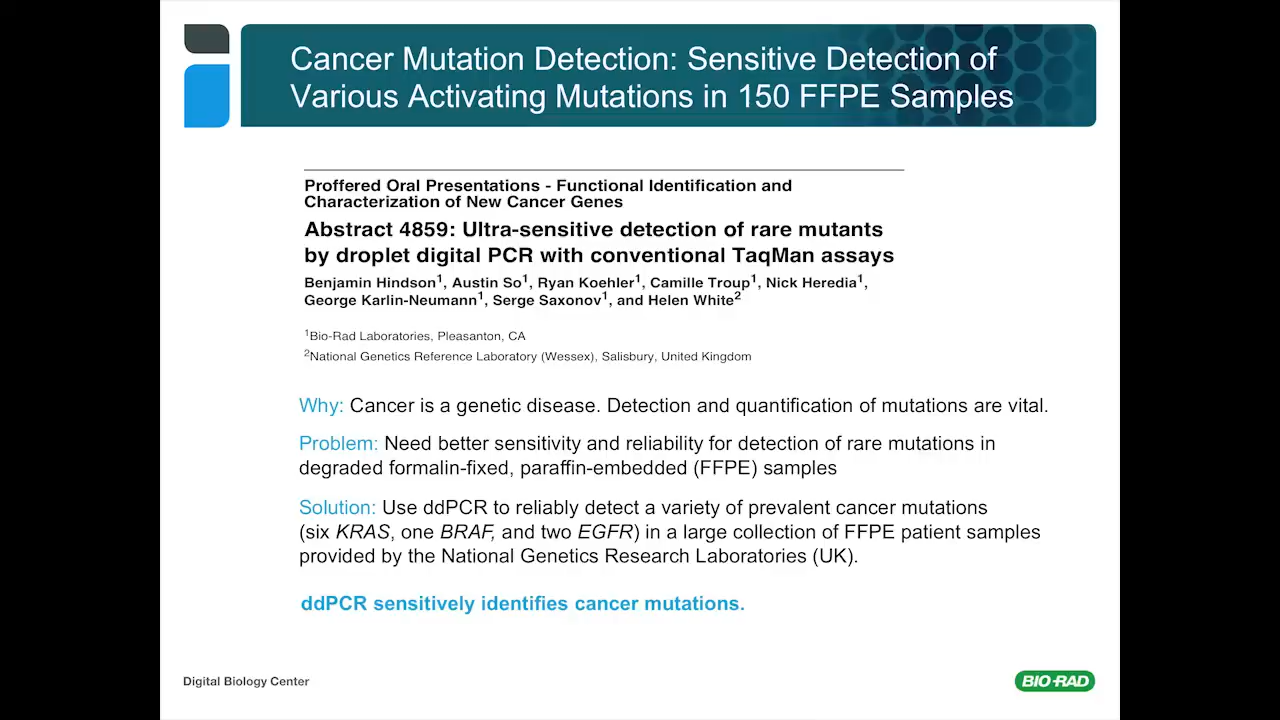 Cancer Mutation Detection: Sensitive Detection of
Various Activating Mutations in 150 FFPE Samples
Proffered Oral Presentations - Functional Identification and
Characterization of New Cancer Genes
Abstract 4859: Ultra-sensitive detection of rare mutants
by droplet digital PCR with conventional TaqMan assays
Benjamin Hindson¹, Austin So¹, Ryan Koehler¹, Camille Troup¹, Nick Heredia¹,
George Karlin-Neumann¹, Serge Saxonov¹, and Helen White²
¹Bio-Rad Laboratories, Pleasanton, CA
²National Genetics Reference Laboratory (Wessex), Salisbury, United Kingdom
Why: Cancer is a genetic disease. Detection and quantification of mutations are vital.
Problem: Need better sensitivity and reliability for detection of rare mutations in
degraded formalin-fixed, paraffin-embedded (FFPE) samples
Solution: Use ddPCR to reliably detect a variety of prevalent cancer mutations
(six KRAS, one BRAF, and two EGFR) in a large collection of FFPE patient samples
provided by the National Genetics Research Laboratories (UK).
ddPCR sensitively identifies cancer mutations.
Digital Biology Center
BIO-RAD